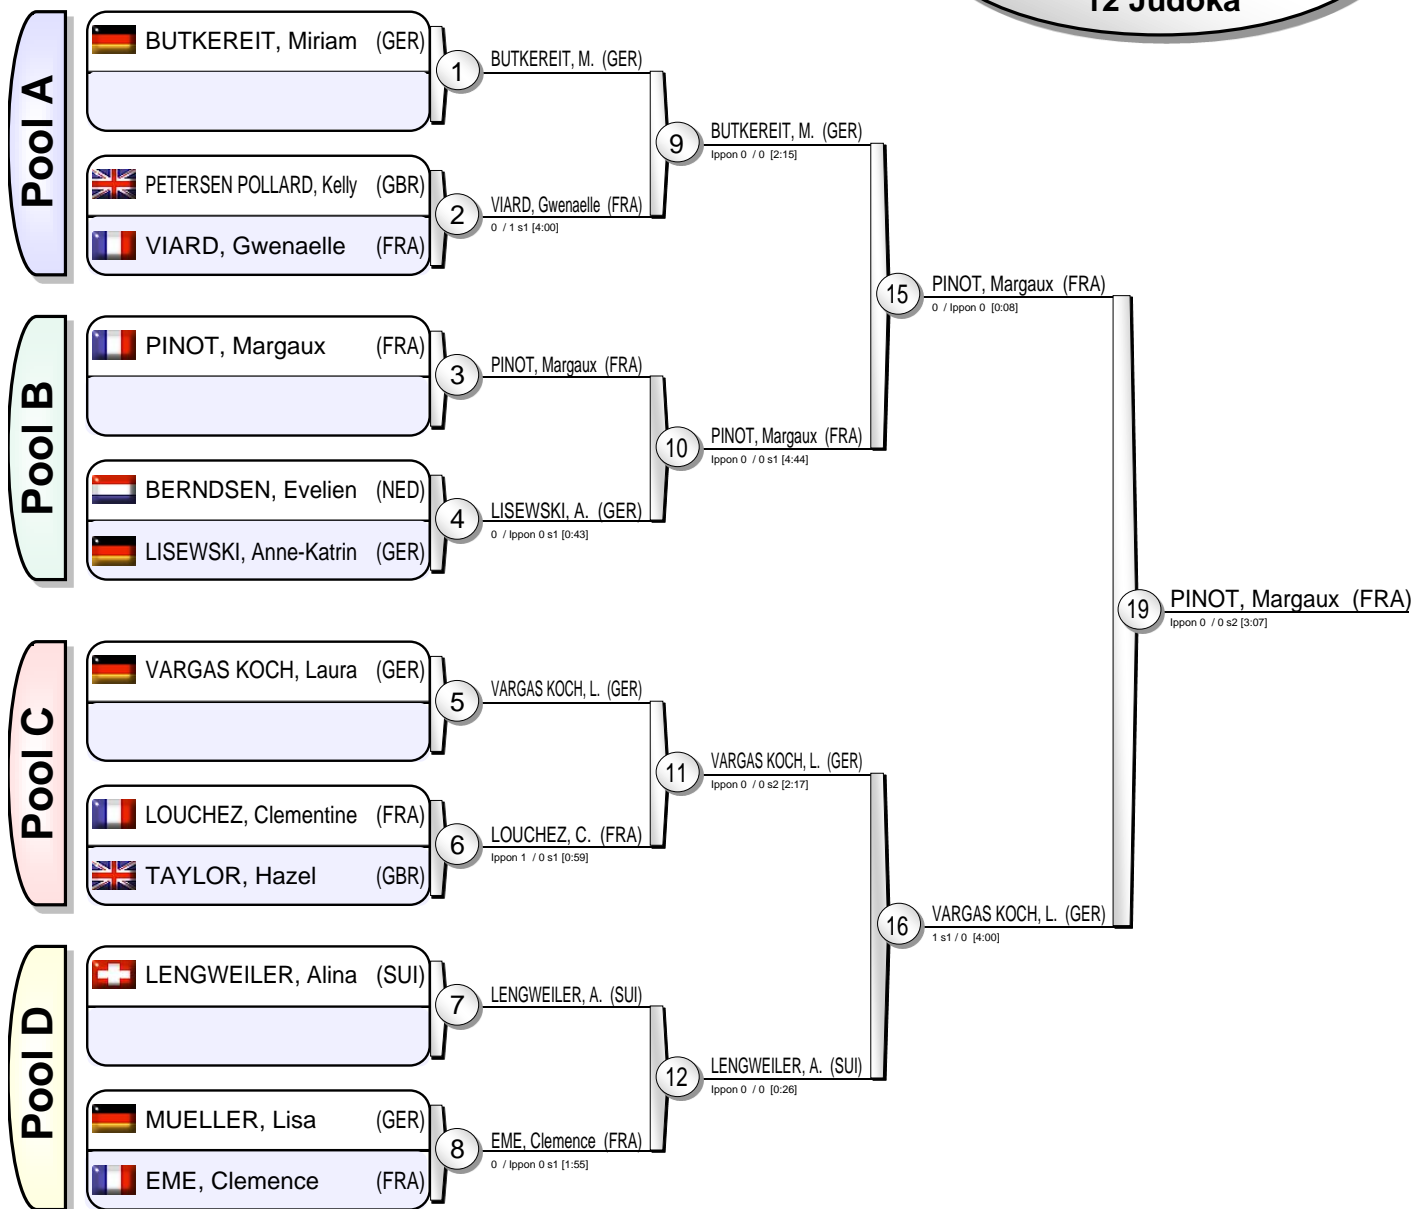 12 Judoka
Pool A
BUTKEREIT, Miriam (GER)
PETERSEN POLLARD, Kelly (GBR)
VIARD, Gwenaelle (FRA)
1
BUTKEREIT, M. (GER)
2
VIARD, Gwenaelle (FRA)
0 / 1 s1 [4:00]
9
BUTKEREIT, M. (GER)
Ippon 0 / 0 [2:15]
Pool B
PINOT, Margaux (FRA)
BERNDSEN, Evelien (NED)
LISEWSKI, Anne-Katrin (GER)
3
PINOT, Margaux (FRA)
4
LISEWSKI, A. (GER)
0 / Ippon 0 s1 [0:43]
10
PINOT, Margaux (FRA)
Ippon 0 / 0 s1 [4:44]
15
PINOT, Margaux (FRA)
0 / Ippon 0 [0:08]
Pool C
VARGAS KOCH, Laura (GER)
LOUCHEZ, Clementine (FRA)
TAYLOR, Hazel (GBR)
5
VARGAS KOCH, L. (GER)
6
LOUCHEZ, C. (FRA)
Ippon 1 / 0 s1 [0:59]
11
VARGAS KOCH, L. (GER)
Ippon 0 / 0 s2 [2:17]
Pool D
LENGWEILER, Alina (SUI)
MUELLER, Lisa (GER)
EME, Clemence (FRA)
7
LENGWEILER, A. (SUI)
8
EME, Clemence (FRA)
0 / Ippon 0 s1 [1:55]
12
LENGWEILER, A. (SUI)
Ippon 0 / 0 [0:26]
16
VARGAS KOCH, L. (GER)
1 s1 / 0 [4:00]
19
PINOT, Margaux (FRA)
Ippon 0 / 0 s2 [3:07]